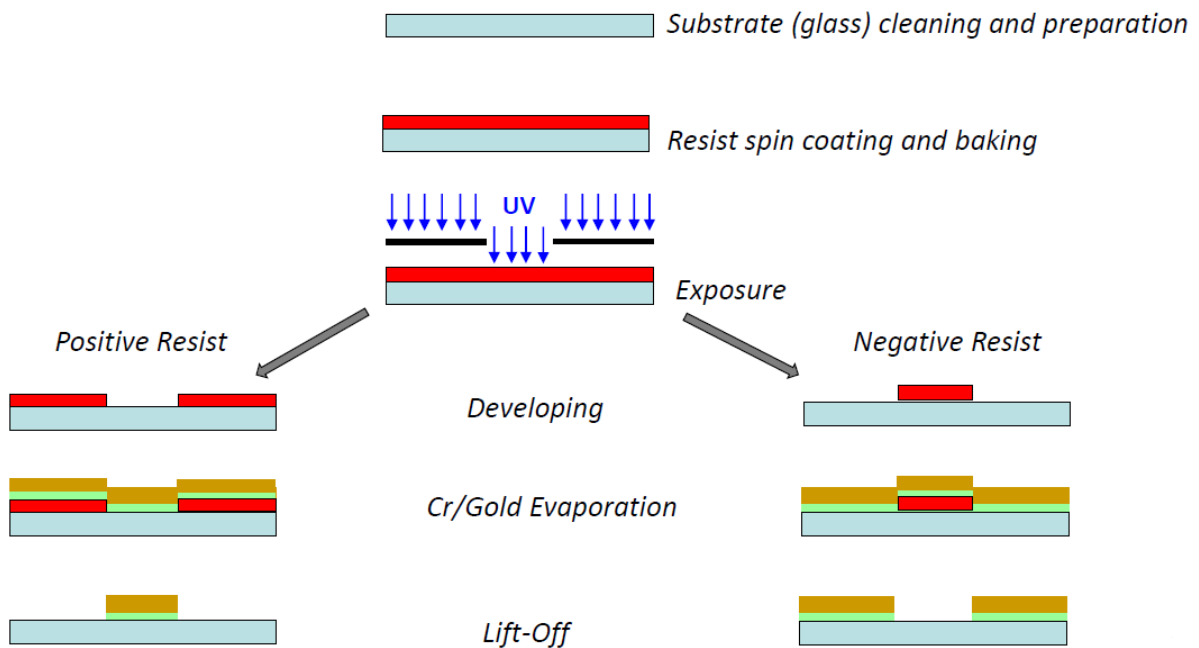 Substrate (glass) cleaning and preparation
Resist spin coating and baking
UV
Exposure
Positive Resist
Negative Resist
Developing
Cr/Gold Evaporation
Lift-Off